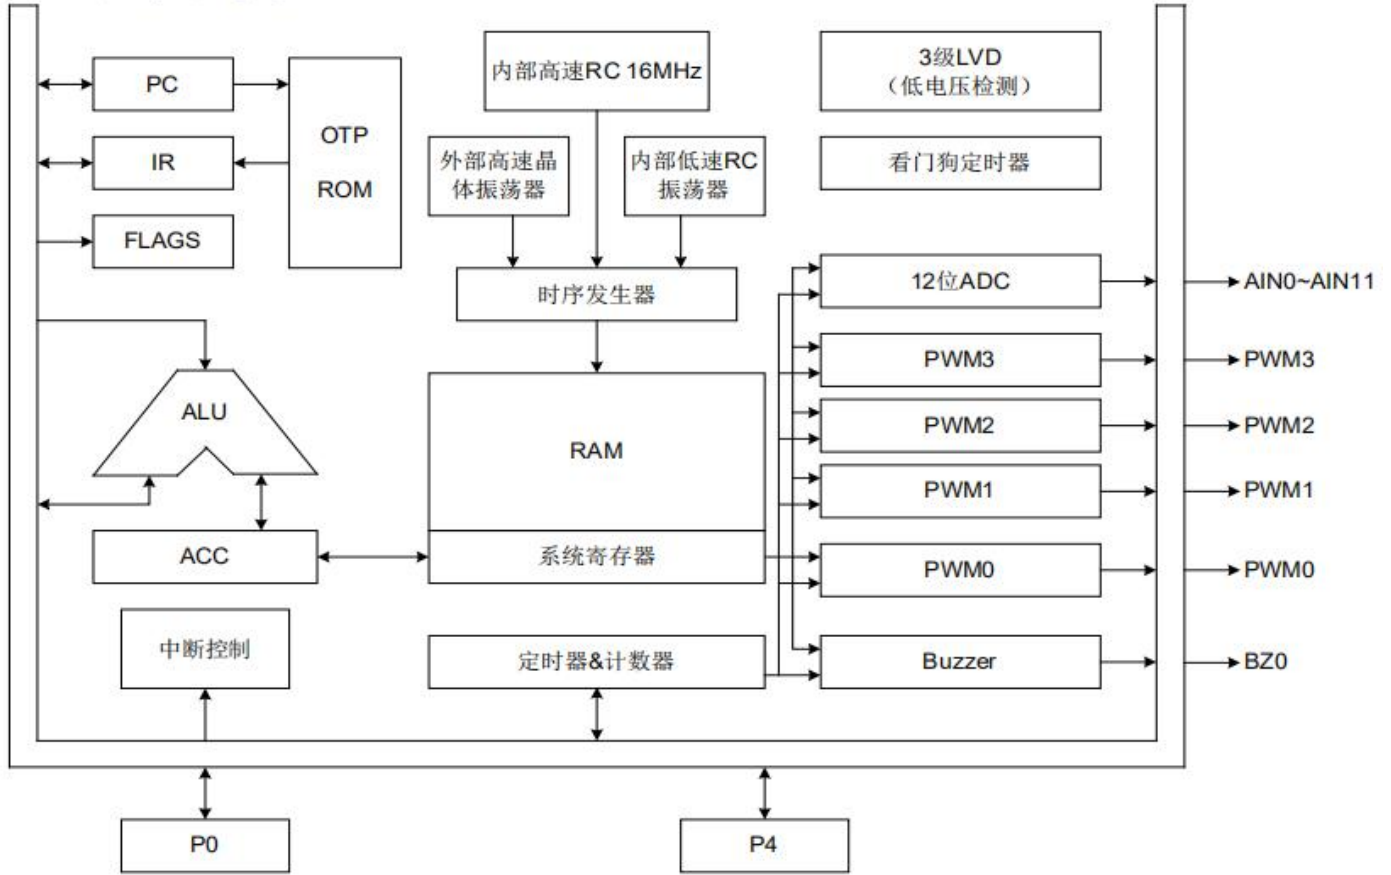 PC
OTP
ROM
IR
FLAGS
内部高速RC 16MHz
外部高速晶
体振荡器
内部低速RC
振荡器
时序发生器
3级LVD
（低电压检测）
看门狗定时器
ALU
ACC
RAM
系统寄存器
中断控制
定时器&计数器
12位ADC
PWM3
PWM2
PWM1
PWM0
Buzzer
AIN0~AIN11
PWM3
PWM2
PWM1
PWM0
BZ0
P0
P4